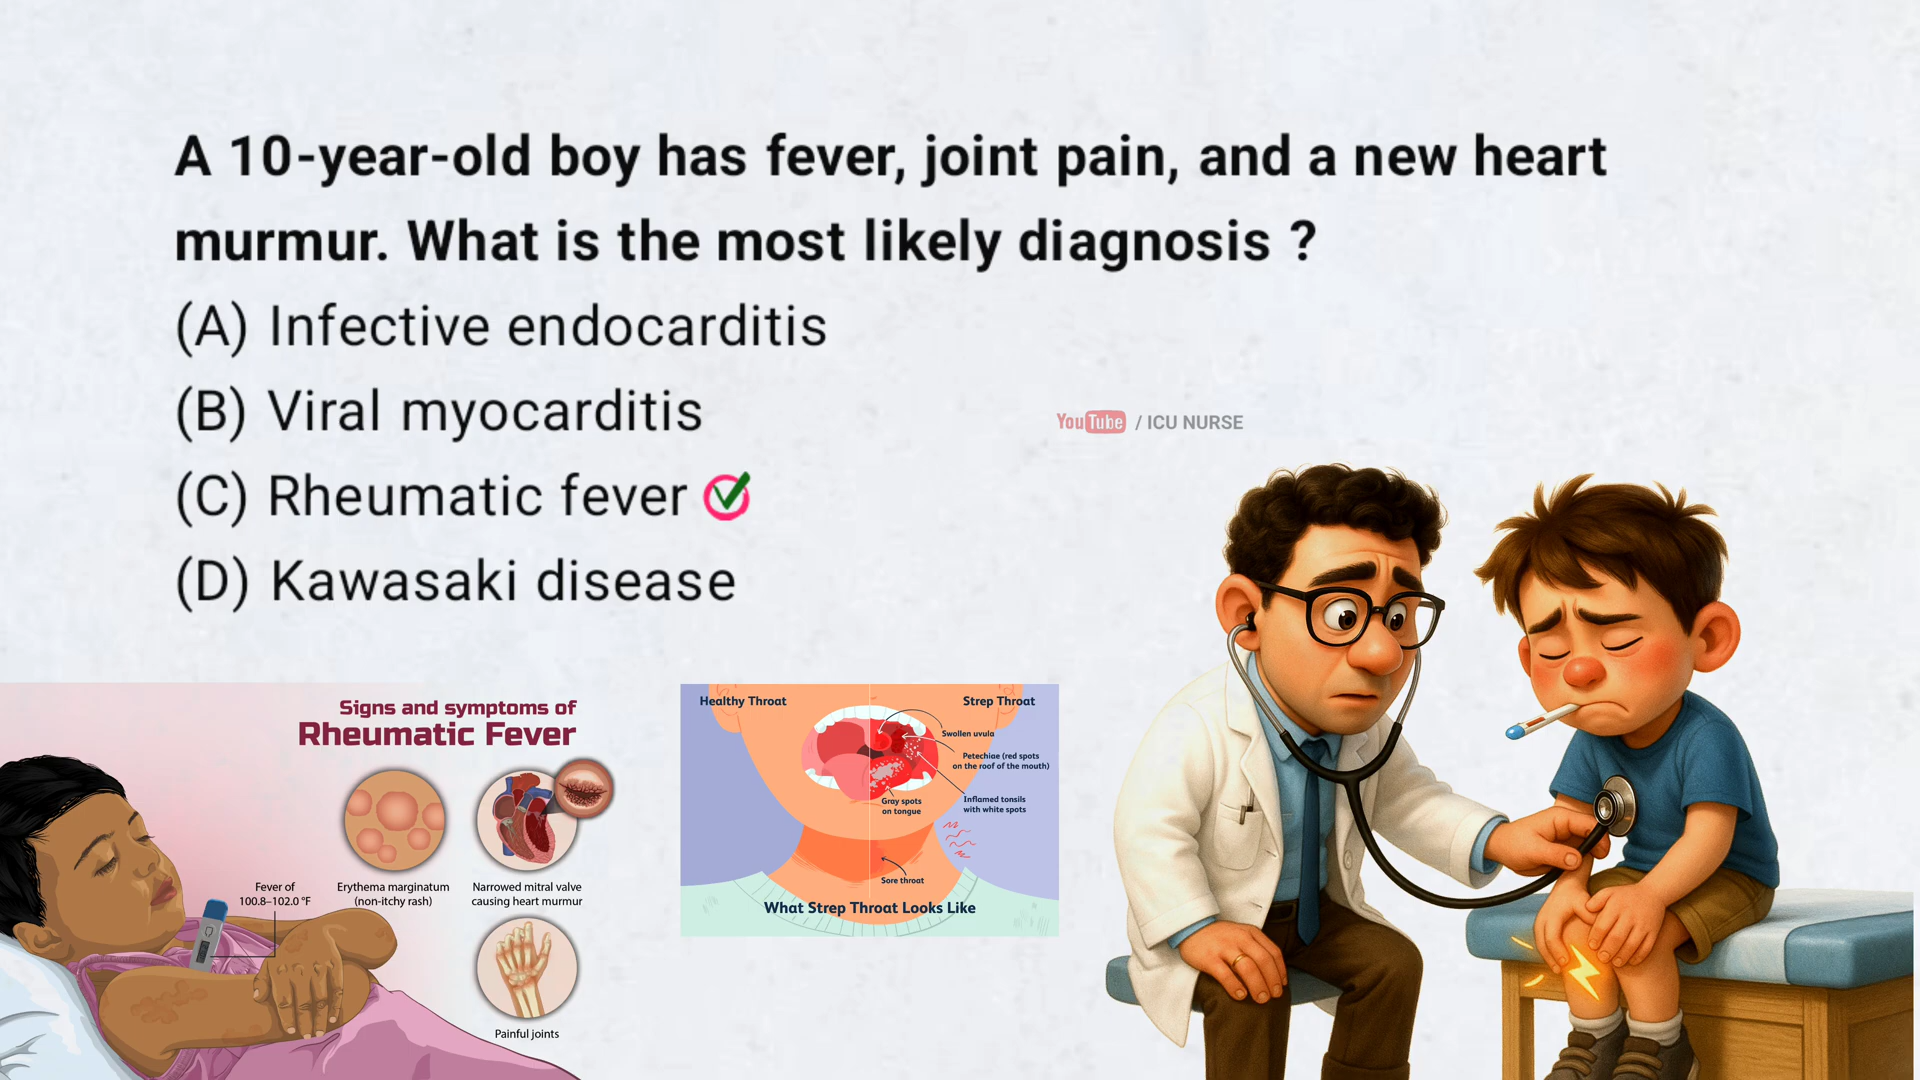 A 10-year-old boy has fever, joint pain, and a new heart
murmur. What is the most likely diagnosis ?
(A) Infective endocarditis
(B) Viral myocarditis
(C) Rheumatic fever
(D) Kawasaki disease
YouTube / ICU NURSE
Signs and symptoms of
Rheumatic Fever
Fever of
100.8–102.0 °F
Erythema marginatum
(non-itchy rash)
Narrowed mitral valve
causing heart murmur
Painful joints
Healthy Throat
Strep Throat
Swollen uvula
Petechiae (red spots
on the roof of the mouth)
Gray spots
on tongue
Inflamed tonsils
with white spots
Sore throat
What Strep Throat Looks Like